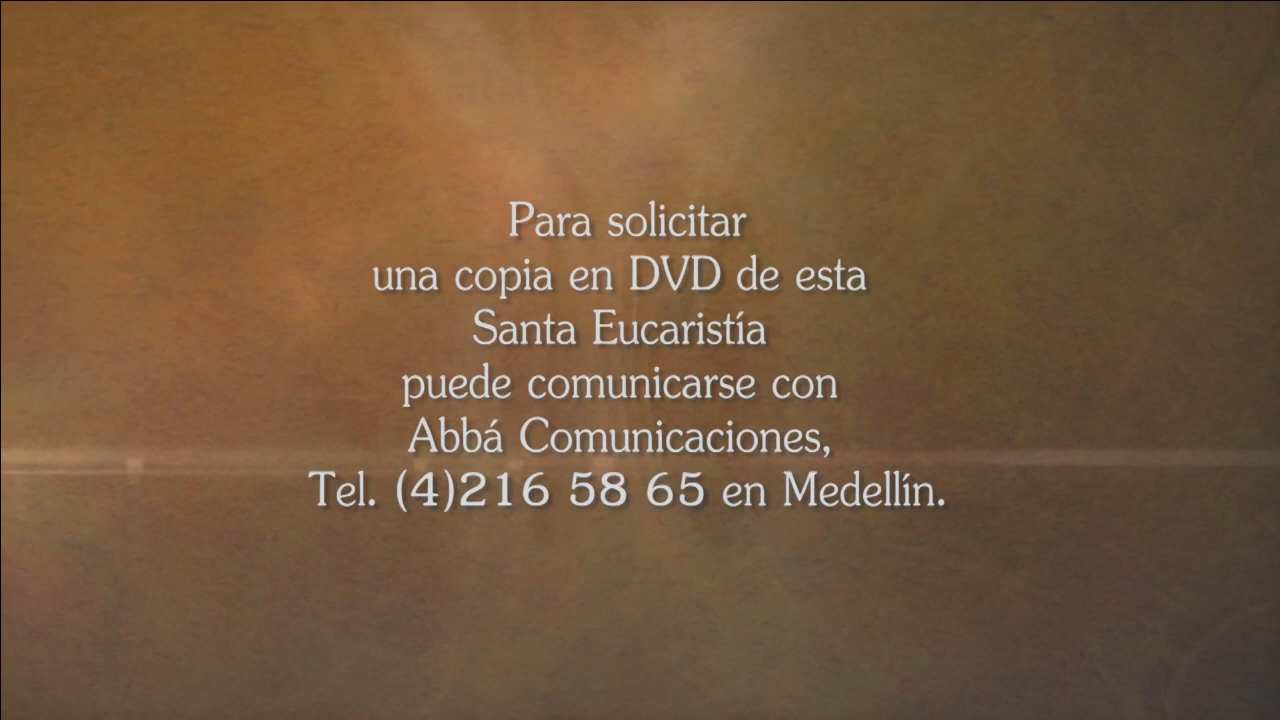 Para solicitar
una copia en DVD de esta
Santa Eucaristía
puede comunicarse con
Abbá Comunicaciones,
Tel. (4)216 58 65 en Medellín.